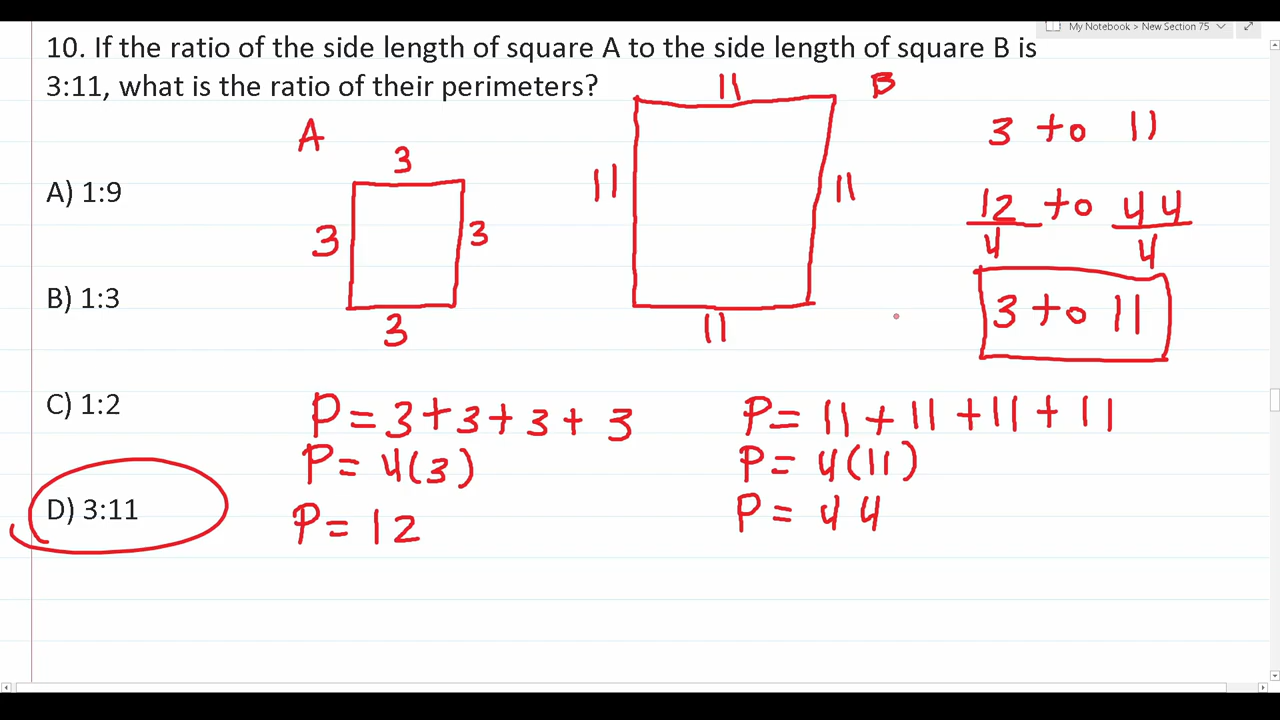 My Notebook > New Section 75
10. If the ratio of the side length of square A to the side length of square B is
3:11, what is the ratio of their perimeters?
A
3
3
3
3
B
11
11
11
11
3 to 11
12 to 44
4 4
3 to 11
A) 1:9
B) 1:3
C) 1:2
D) 3:11
P = 3 + 3 + 3 + 3
P = 4(3)
P = 12
P = 11 + 11 + 11 + 11
P = 4(11)
P = 44